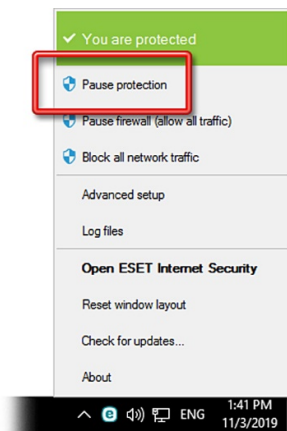 You are protected
Pause protection
Pause firewall (allow all traffic)
Block all network traffic
Advanced setup
Log files
Open ESET Internet Security
Reset window layout
Check for updates...
About
e ENG 1:41 PM
11/3/2019